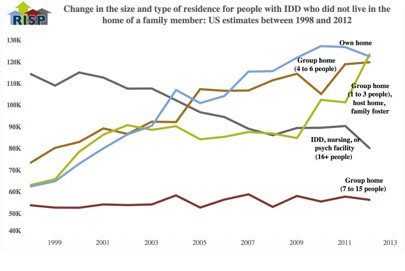 RISP
Change in the size and type of residence for people with IDD who did not live in the
home of a family member: US estimates between 1998 and 2012
130K
120K
110K
100K
90K
80K
70K
60K
50K
40K
Own home
Group home
(4 to 6 people)
Group home
(1 to 3 people),
host home,
family foster
IDD, nursing, or
psych facility
(16+ people)
Group home
(7 to 15 people)
1999
2001
2003
2005
2007
2009
2011
2013